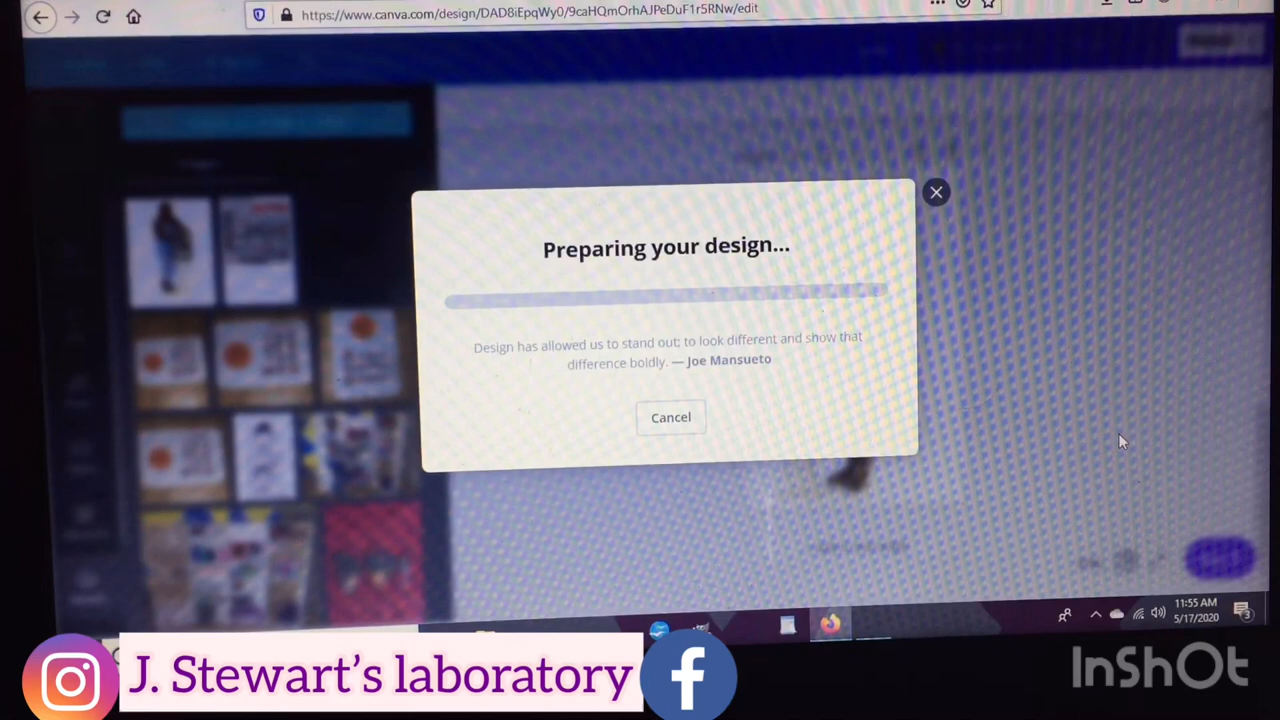 https://www.canva.com/design/DAD8iEpqWy0/9caHQmOrhAJPeDuF1r5RNw/edit
Preparing your design...
Design has allowed us to stand out; to look different and show that
difference boldly. — Joe Mansueto
Cancel
11:55 AM
5/17/2020
3
J. Stewart's laboratory
InShOt